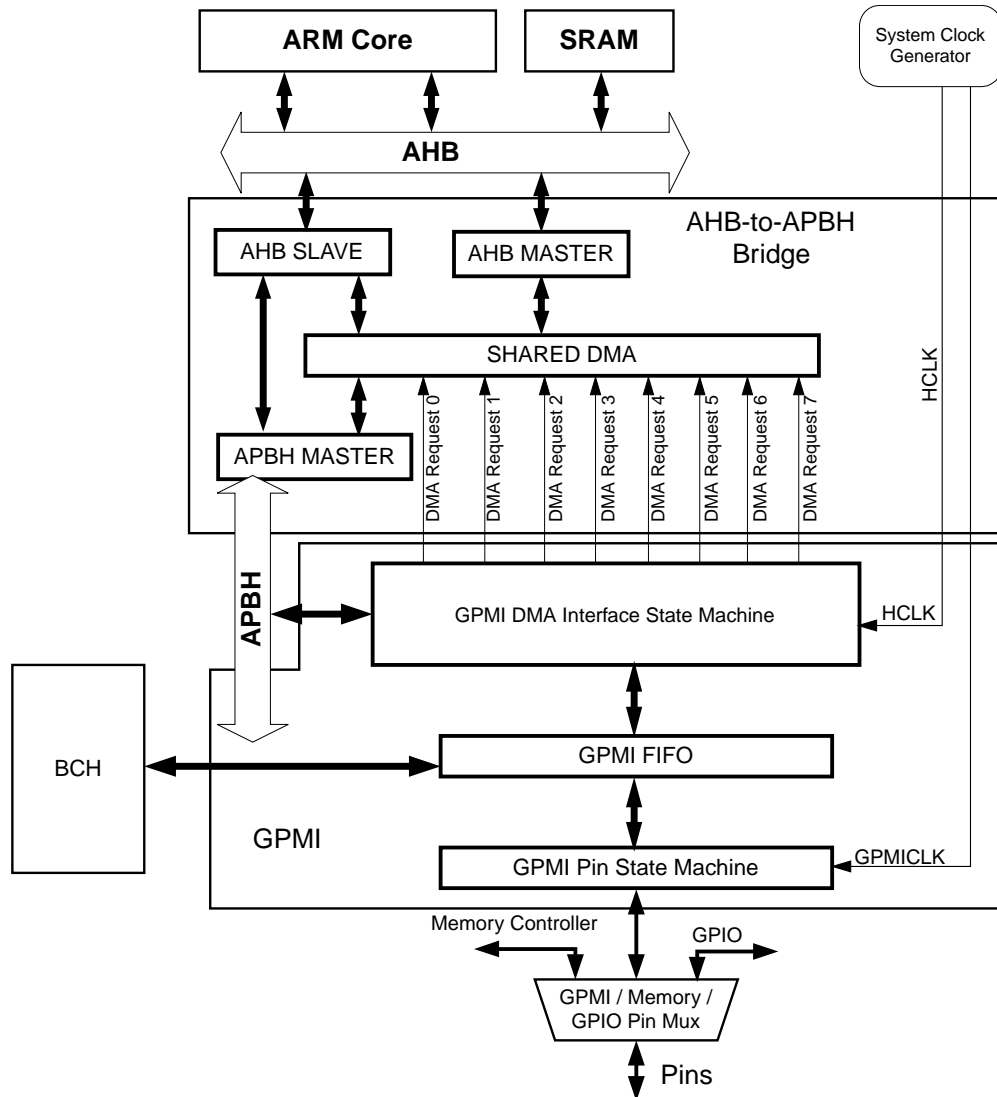 ARM Core
SRAM
System Clock
Generator
AHB
AHB-to-APBH
Bridge
AHB SLAVE
AHB MASTER
SHARED DMA
HCLK
DMA Request 0
DMA Request 1
DMA Request 2
DMA Request 3
DMA Request 4
DMA Request 5
DMA Request 6
DMA Request 7
APBH MASTER
APBH
GPMI DMA Interface State Machine
HCLK
BCH
GPMI FIFO
GPMI
GPMI Pin State Machine
GPMICLK
Memory Controller
GPIO
GPMI / Memory /
GPIO Pin Mux
Pins